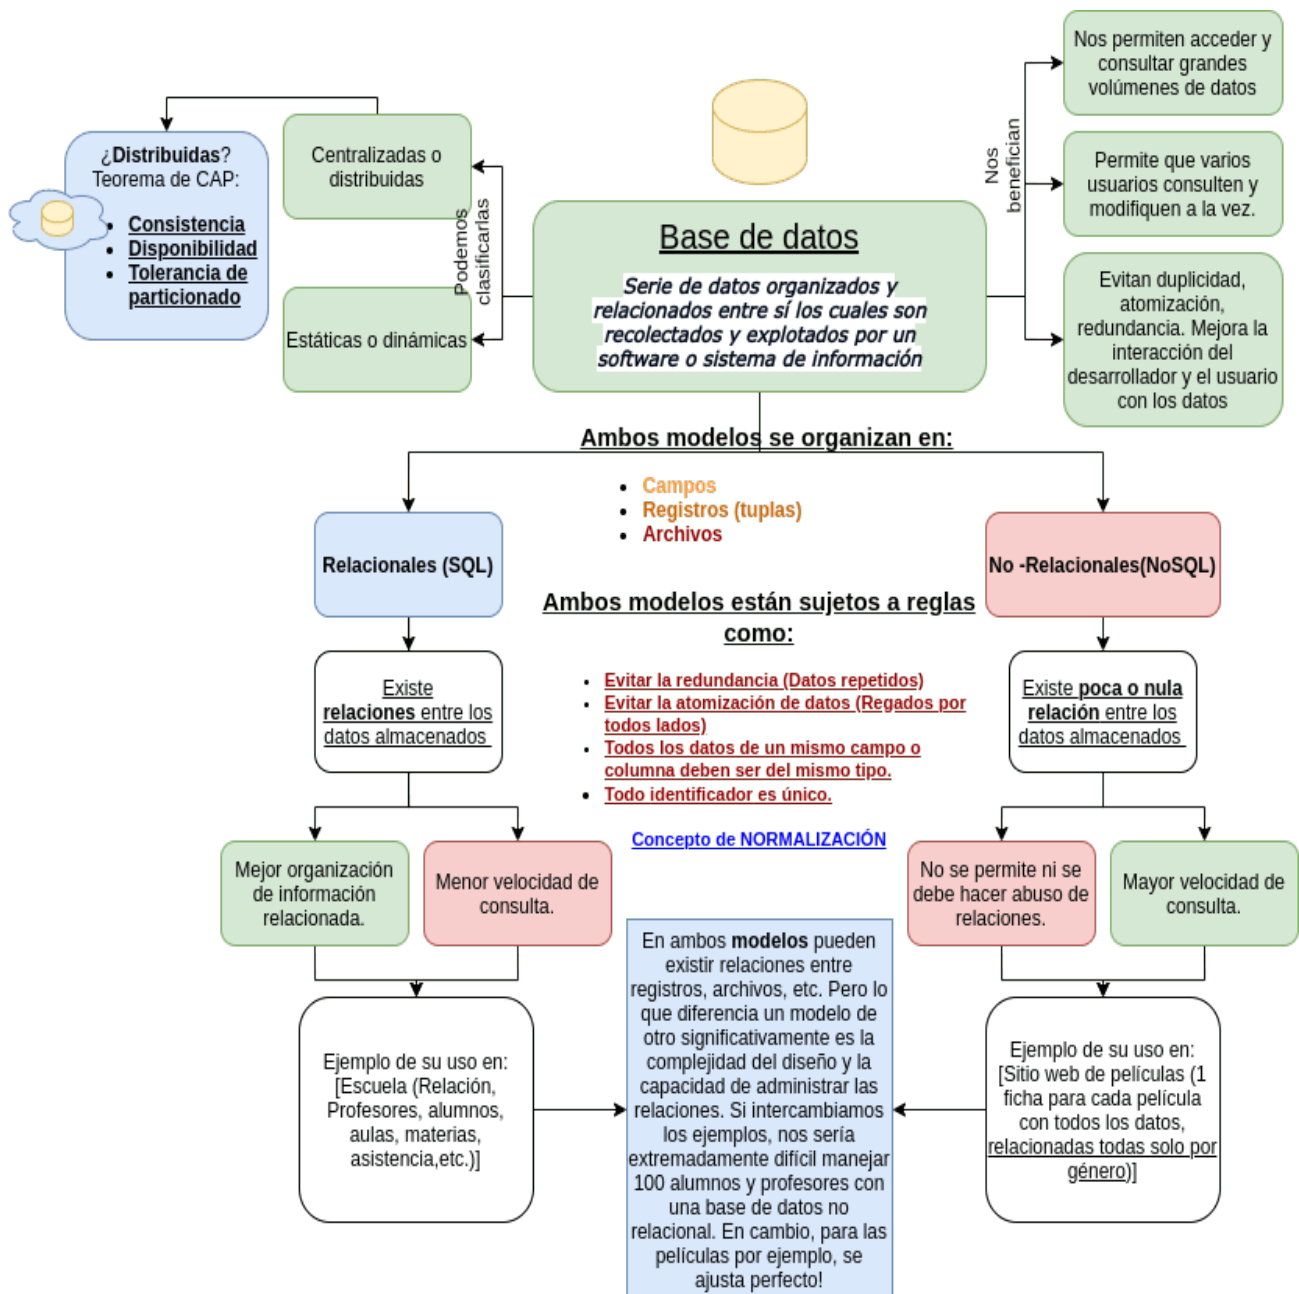 Nos permiten acceder y
consultar grandes
volúmenes de datos
Nos
benefician
Permite que varios
usuarios consulten y
modifiquen a la vez.
Evitan duplicidad,
atomización,
redundancia. Mejora la
interacción del
desarrollador y el usuario
con los datos
¿Distribuidas?
Teorema de CAP:
• Consistencia
• Disponibilidad
• Tolerancia de
particionado
Centralizadas o
distribuidas
Podemos
clasificarlas
Estáticas o dinámicas
Base de datos
Serie de datos organizados y
relacionados entre sí los cuales son
recolectados y explotados por un
software o sistema de información
Ambos modelos se organizan en:
• Campos
• Registros (tuplas)
• Archivos
Relacionales (SQL)
No -Relacionales(NoSQL)
Ambos modelos están sujetos a reglas
como:
• Evitar la redundancia (Datos repetidos)
• Evitar la atomización de datos (Regados por
todos lados)
• Todos los datos de un mismo campo o
columna deben ser del mismo tipo.
• Todo identificador es único.
Concepto de NORMALIZACIÓN
Existe
relaciones entre los
datos almacenados
Existe poca o nula
relación entre los
datos almacenados
Mejor organización
de información
relacionada.
Menor velocidad de
consulta.
No se permite ni se
debe hacer abuso de
relaciones.
Mayor velocidad de
consulta.
Ejemplo de su uso en:
[Escuela (Relación,
Profesores, alumnos,
aulas, materias,
asistencia,etc.)]
En ambos modelos pueden
existir relaciones entre
registros, archivos, etc. Pero lo
que diferencia un modelo de
otro significativamente es la
complejidad del diseño y la
capacidad de administrar las
relaciones. Si intercambiamos
los ejemplos, nos sería
extremadamente difícil manejar
100 alumnos y profesores con
una base de datos no
relacional. En cambio, para las
películas por ejemplo, se
ajusta perfecto!
Ejemplo de su uso en:
[Sitio web de películas (1
ficha para cada película
con todos los datos,
relacionadas todas solo por
género)]